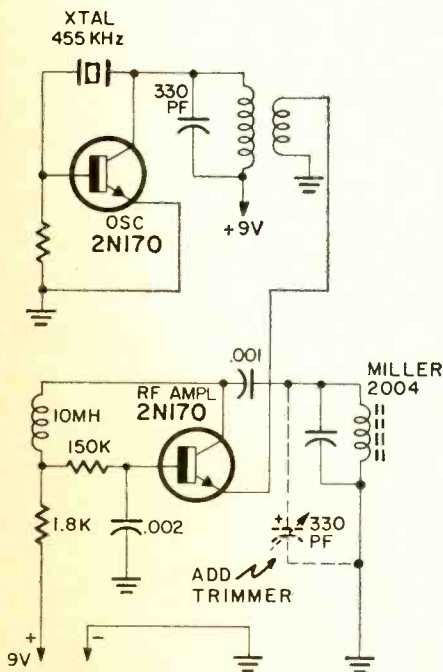 XTAL
455 KHz
330
PF
OSC
2N170
+9V
.001
MILLER
2004
RF AMPL
2N170
10MH
150K
1.8K
.002
+
330
PF
ADD
TRIMMER
+
-
9V